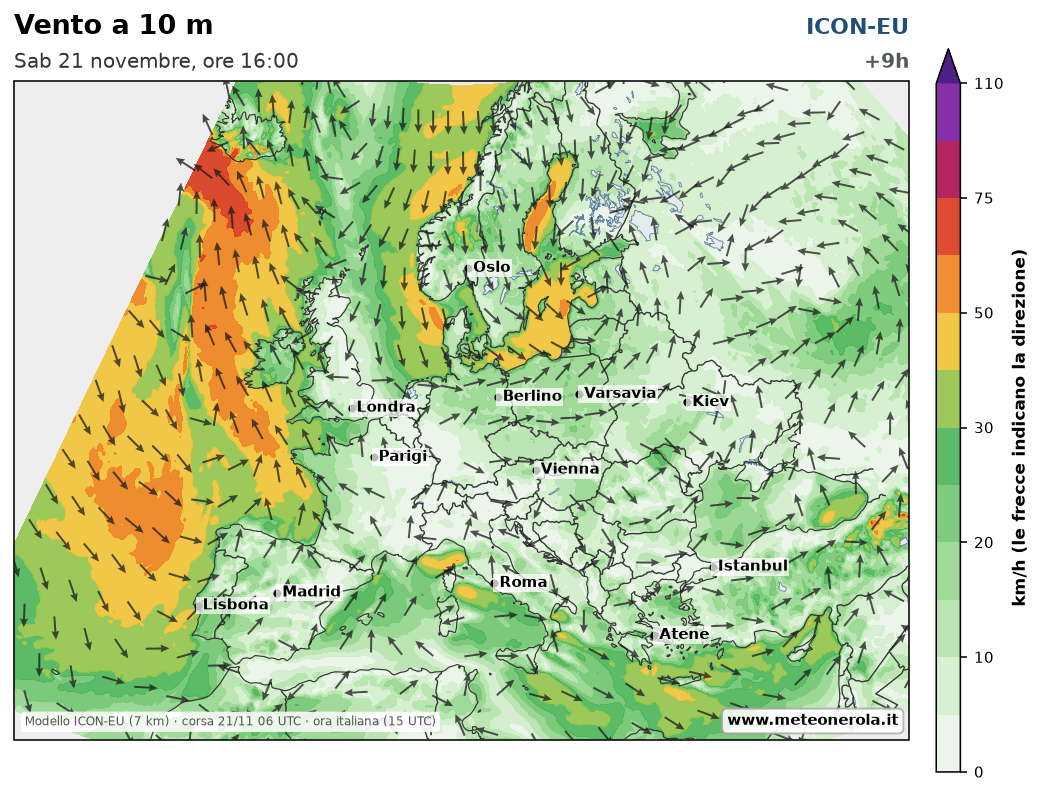 Vento a 10 m
ICON-EU
Sab 21 novembre, ore 16:00
+9h
110
75
50
30
20
10
0
km/h (le frecce indicano la direzione)
Oslo
Londra
Berlino
Varsavia
Kiev
Parigi
Vienna
Istanbul
Roma
Madrid
Lisbona
Atene
Modello ICON-EU (7 km) · corsa 21/11 06 UTC · ora italiana (15 UTC)
www.meteonerola.it